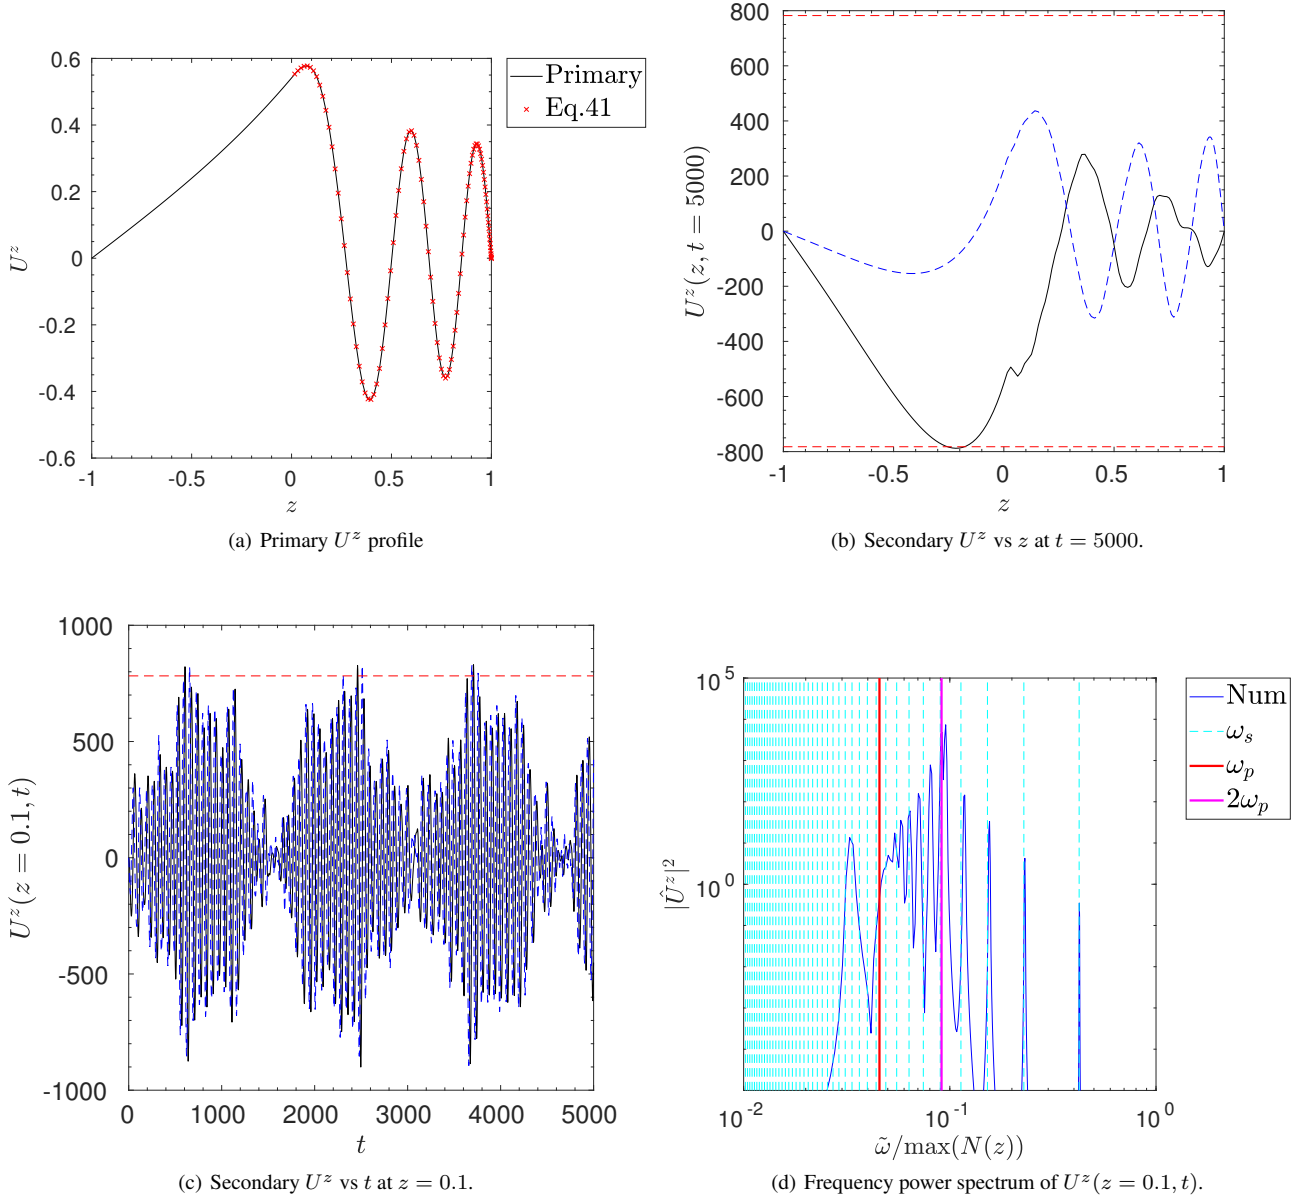 0.6
0.4
0.2
0
-0.2
-0.4
-0.6
U^z
-1
-0.5
0
0.5
1
z
Primary
Eq.41
(a) Primary U^z profile
800
600
400
200
0
-200
-400
-600
-800
U^z(z, t = 5000)
-1
-0.5
0
0.5
1
z
(b) Secondary U^z vs z at t = 5000.
1000
500
0
-500
-1000
U^z(z = 0.1, t)
0
1000
2000
3000
4000
5000
t
(c) Secondary U^z vs t at z = 0.1.
10^5
10^0
|Û^z|^2
10^-2
10^-1
10^0
ω̃/max(N(z))
Num
ω_s
ω_p
2ω_p
(d) Frequency power spectrum of U^z(z = 0.1, t).